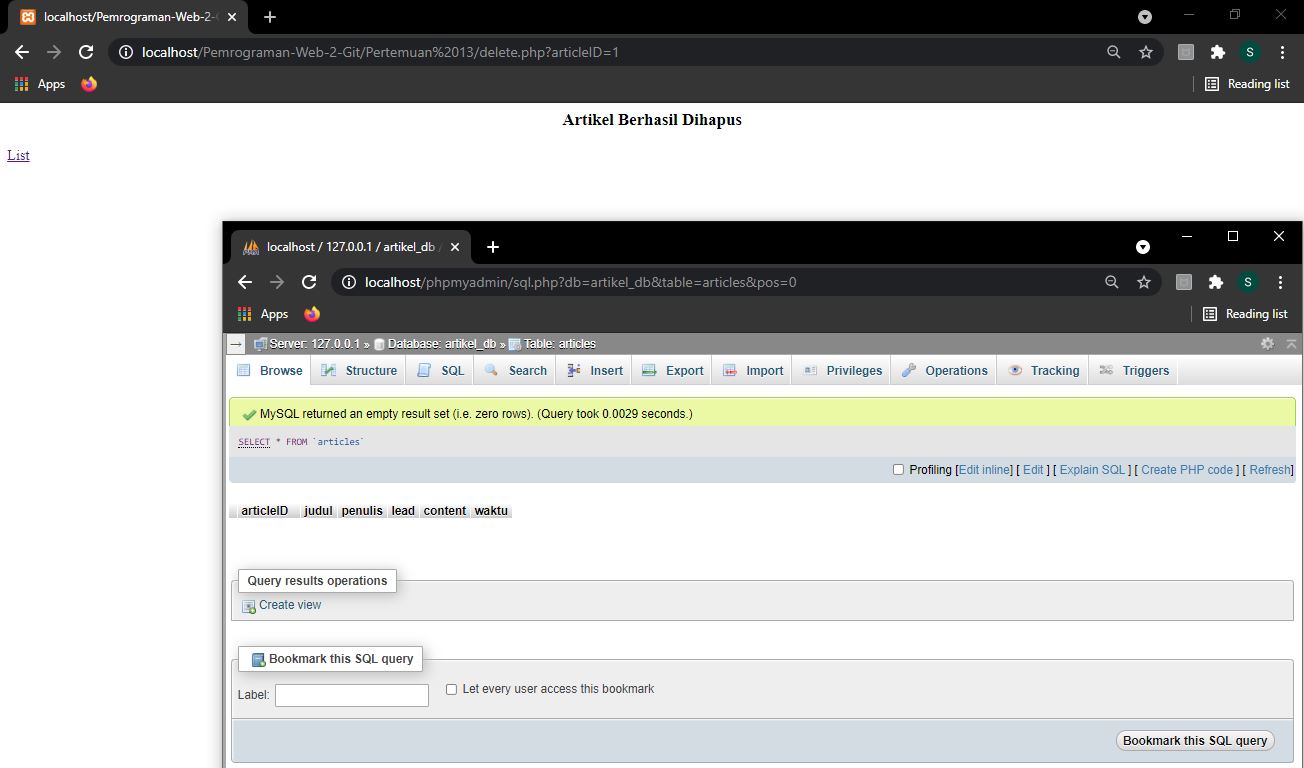 localhost/Pemrograman-Web-2-G
localhost/Pemrograman-Web-2-Git/Pertemuan%2013/delete.php?articleID=1
S
Apps
Reading list
Artikel Berhasil Dihapus
List
localhost / 127.0.0.1 / artikel_db /
localhost/phpmyadmin/sql.php?db=artikel_db&table=articles&pos=0
S
Apps
Reading list
Server: 127.0.0.1 » Database: artikel_db » Table: articles
Browse Structure SQL Search Insert Export Import Privileges Operations Tracking Triggers
MySQL returned an empty result set (i.e. zero rows). (Query took 0.0029 seconds.)
SELECT * FROM `articles`
Profiling [Edit inline] [ Edit ] [ Explain SQL ] [ Create PHP code ] [ Refresh]
articleID judul penulis lead content waktu
Query results operations
Create view
Bookmark this SQL query
Label:
Let every user access this bookmark
Bookmark this SQL query